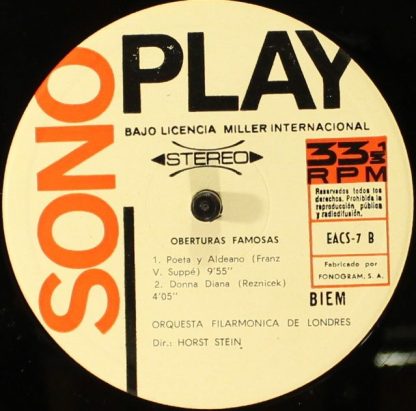 SONO
PLAY
BAJO LICENCIA MILLER INTERNACIONAL
STEREO
33 1/3
RPM
Reservados todos los
derechos. Prohibida la
reproducción, pública
y radiodifusión.
EACS-7 B
Fabricado por
FONOGRAM, S. A.
BIEM
OBERTURAS FAMOSAS
1. Poeta y Aldeano (Franz
V. Suppé) 9'55"
2. Donna Diana (Reznicek)
4'05"
ORQUESTA FILARMONICA DE LONDRES
Dir.: HORST STEIN